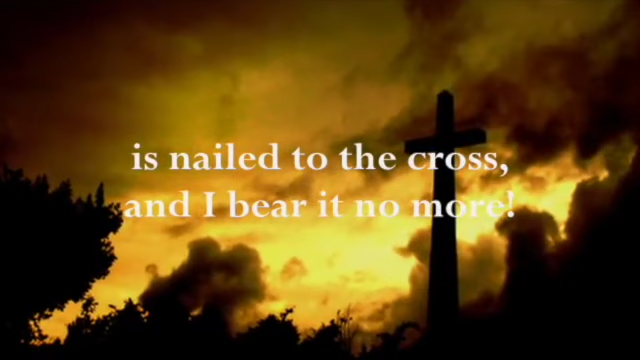 is nailed to the cross,
and I bear it no more!